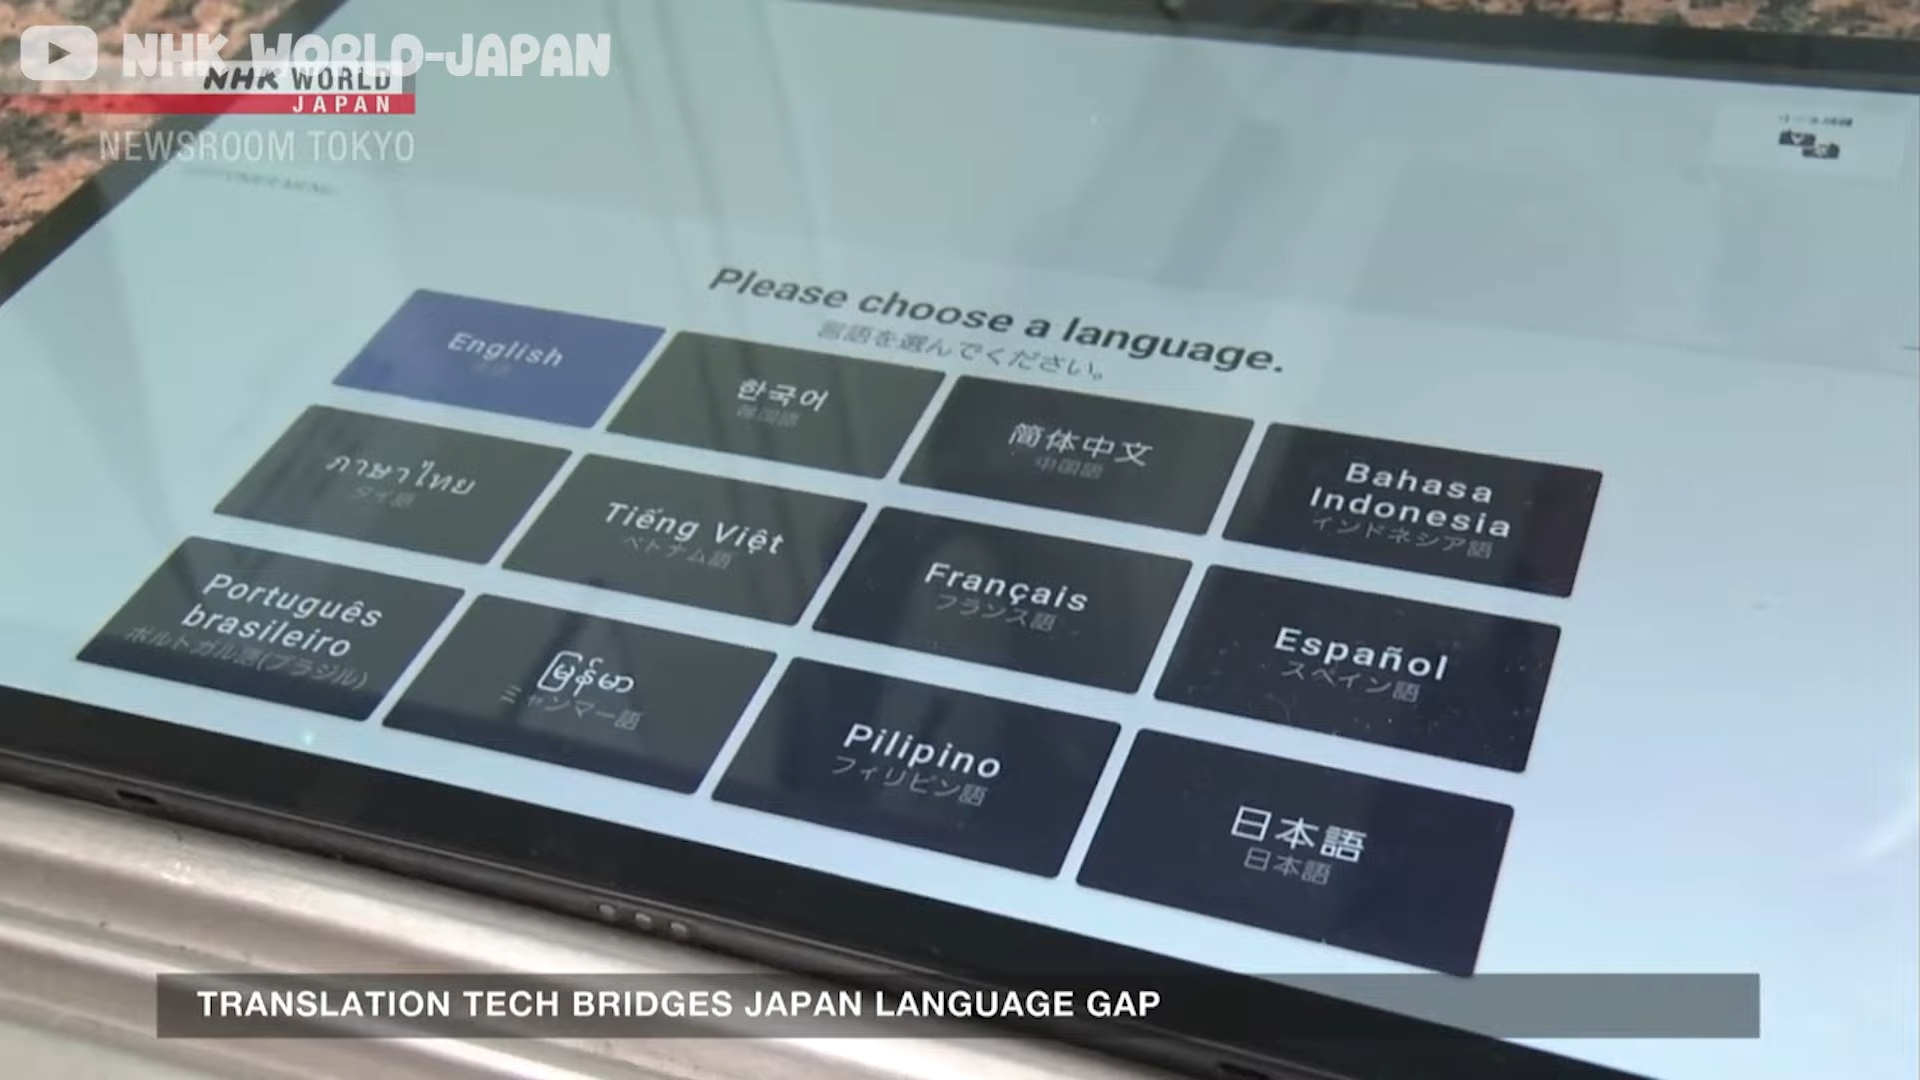 NHK WORLD-JAPAN
NHK WORLD
JAPAN
NEWSROOM TOKYO
Please choose a language.
言語を選んでください。
English
한국어
韓国語
简体中文
中国語
Bahasa
Indonesia
インドネシア語
ภาษาไทย
タイ語
Tiếng Việt
ベトナム語
Français
フランス語
Español
スペイン語
Português
brasileiro
ポルトガル語(ブラジル)
မြန်မာ
ミャンマー語
Pilipino
フィリピン語
日本語
日本語
TRANSLATION TECH BRIDGES JAPAN LANGUAGE GAP